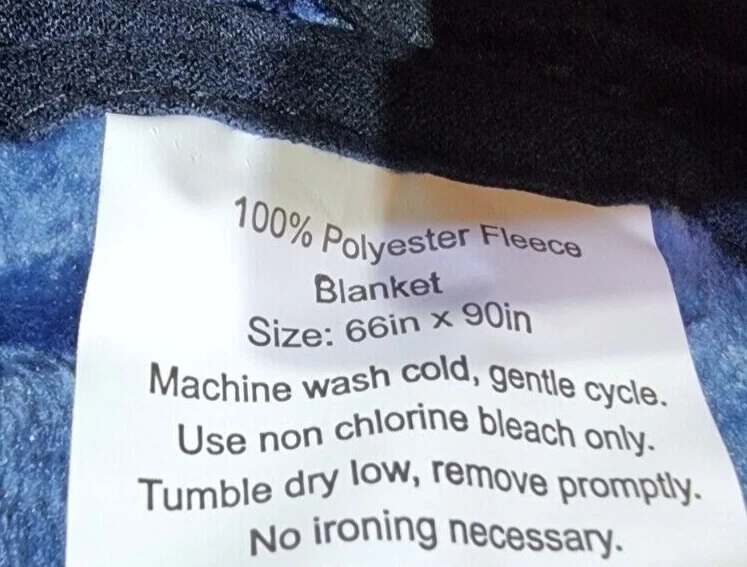 100% Polyester Fleece
Blanket
Size: 66in x 90in
Machine wash cold, gentle cycle.
Use non chlorine bleach only.
Tumble dry low, remove promptly.
No ironing necessary.